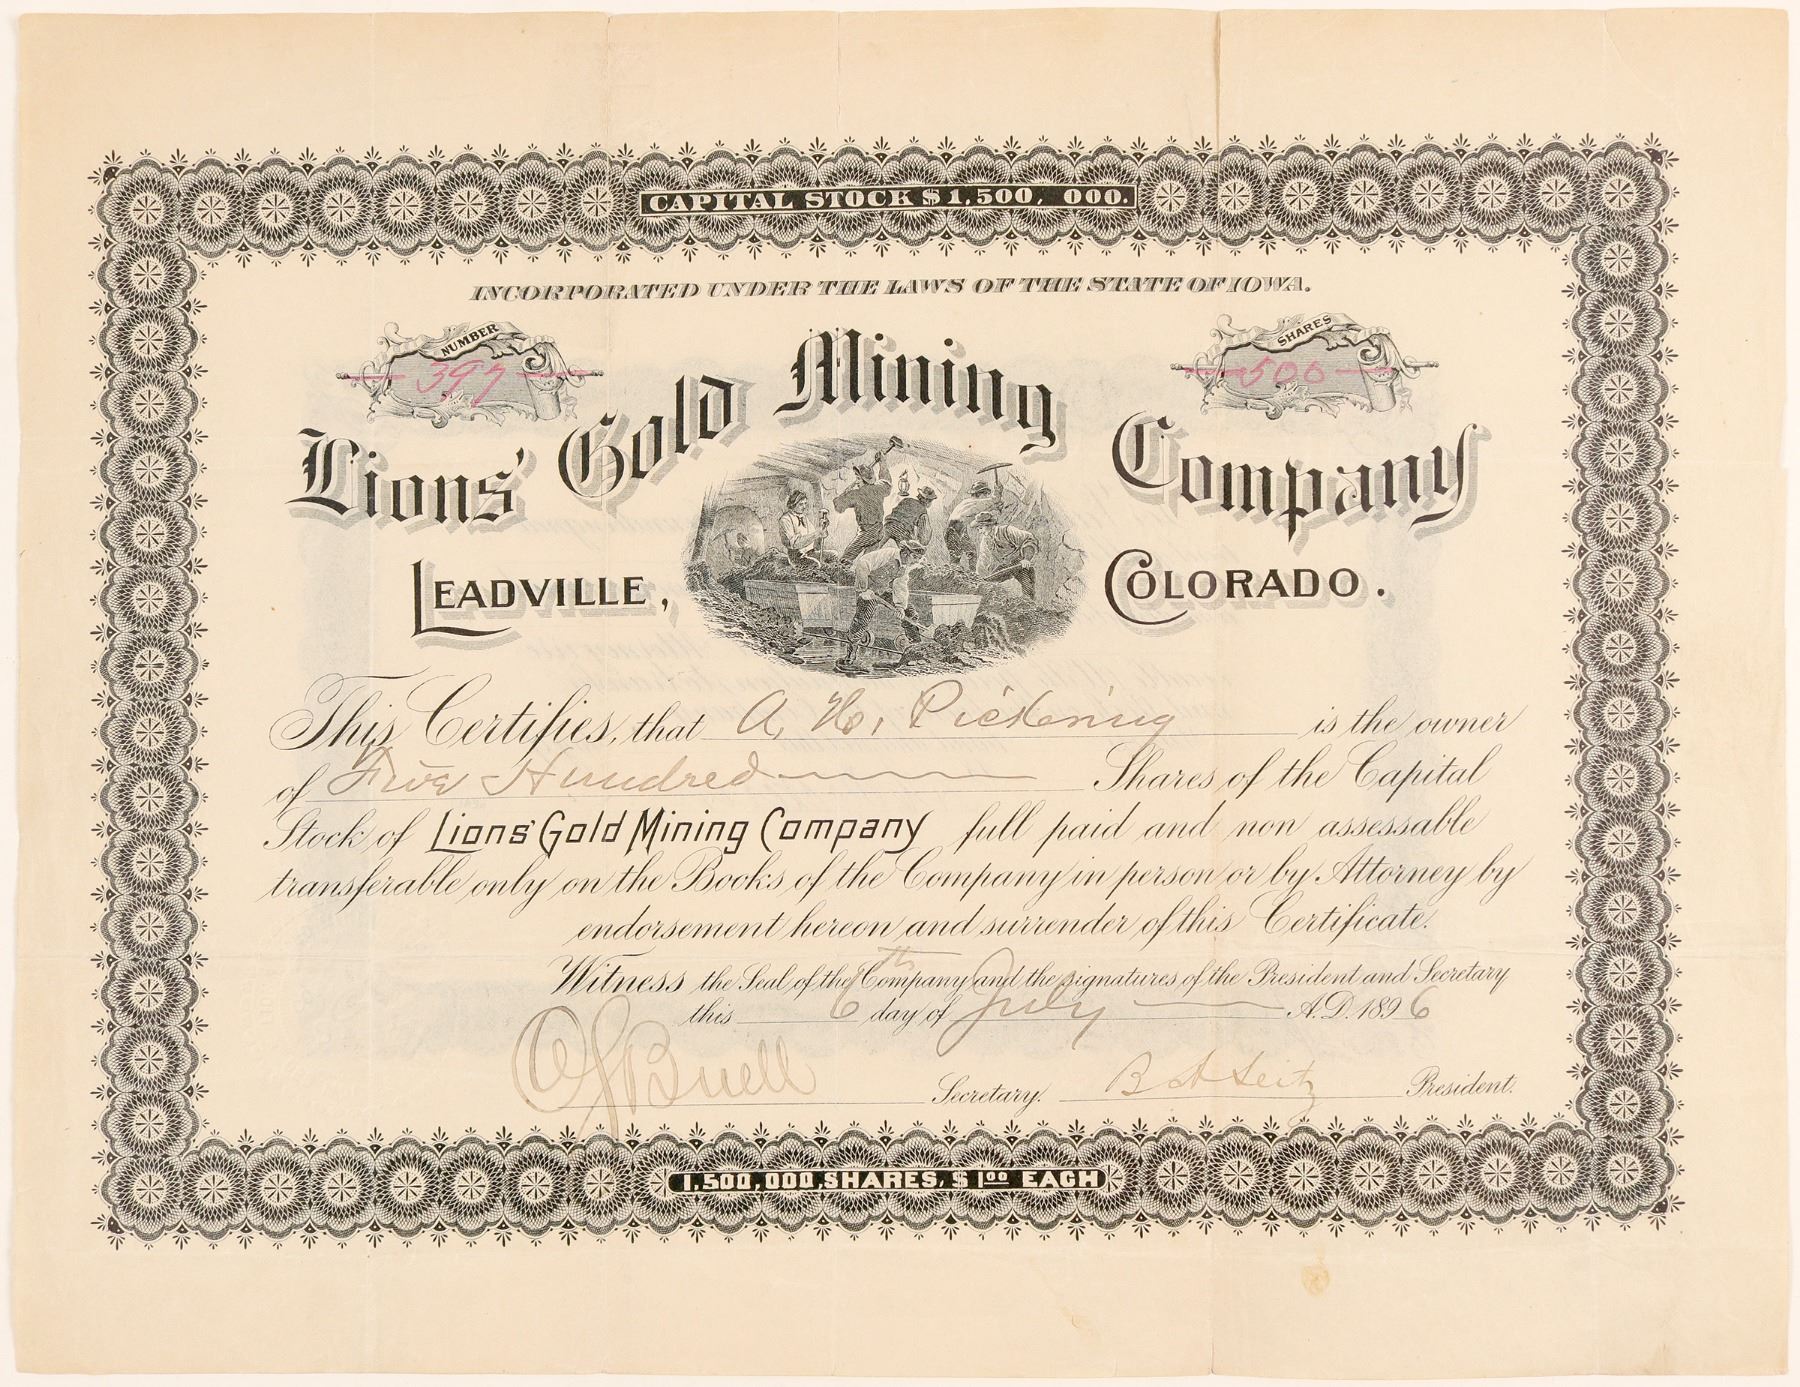 CAPITAL STOCK $1,500,000.
INCORPORATED UNDER THE LAWS OF THE STATE OF IOWA.
NUMBER
397
SHARES
500
Lions' Gold Mining Company
LEADVILLE, COLORADO.
This Certifies, that A. H. Pickering is the owner
of Five Hundred Shares of the Capital
Stock of Lions' Gold Mining Company full paid and non assessable
transferable only on the Books of the Company in person or by Attorney by
endorsement hereon and surrender of this Certificate.
Witness the Seal of the Company and the signatures of the President and Secretary
this 6th day of July A.D. 1896
Buell Secretary. Seitz President.
1,500,000 SHARES, $1.00 EACH